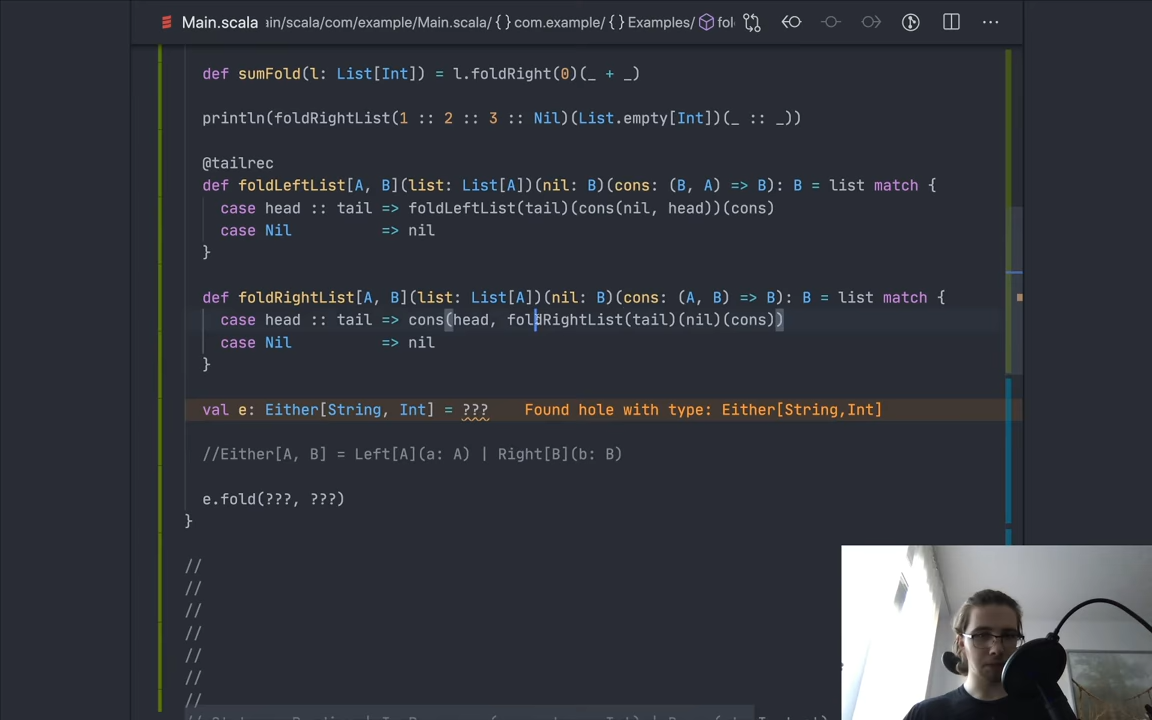 Main.scala ain/scala/com/example/Main.scala/ {} com.example/ {} Examples/ fol
def sumFold(l: List[Int]) = l.foldRight(0)(_ + _)
println(foldRightList(1 :: 2 :: 3 :: Nil)(List.empty[Int])(_ :: _))
@tailrec
def foldLeftList[A, B](list: List[A])(nil: B)(cons: (B, A) => B): B = list match {
case head :: tail => foldLeftList(tail)(cons(nil, head))(cons)
case Nil => nil
}
def foldRightList[A, B](list: List[A])(nil: B)(cons: (A, B) => B): B = list match {
case head :: tail => cons(head, foldRightList(tail)(nil)(cons))
case Nil => nil
}
val e: Either[String, Int] = ??? Found hole with type: Either[String,Int]
//Either[A, B] = Left[A](a: A) | Right[B](b: B)
e.fold(???, ???)
}
//
//
//
//
//
//
//